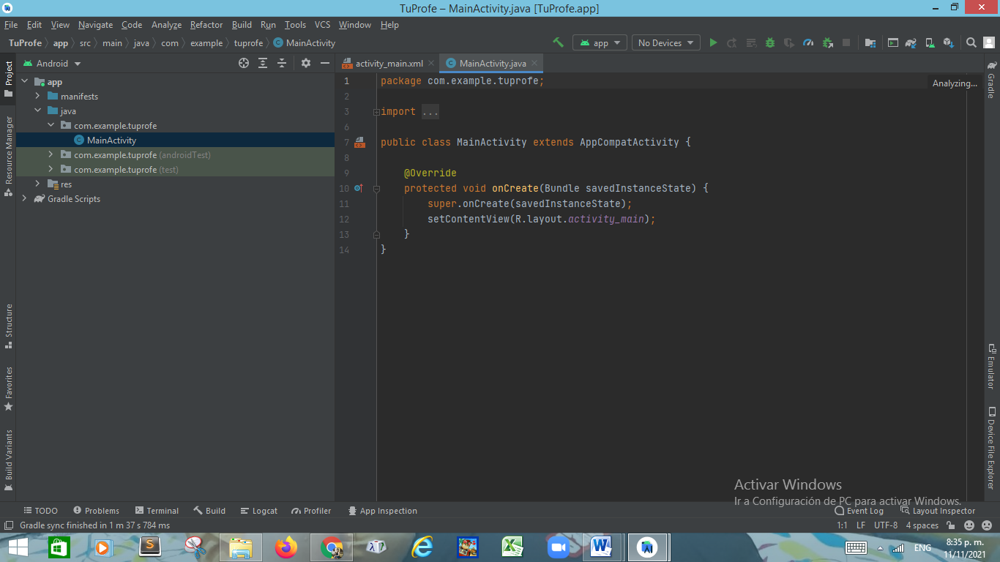 TuProfe – MainActivity.java [TuProfe.app]
File Edit View Navigate Code Analyze Refactor Build Run Tools VCS Window Help
TuProfe app src main java com example tuprofe MainActivity
app No Devices
Project
Android
activity_main.xml MainActivity.java
app
manifests
java
com.example.tuprofe
MainActivity
com.example.tuprofe (androidTest)
com.example.tuprofe (test)
res
Gradle Scripts
Resource Manager
Structure
Favorites
Build Variants
1 package com.example.tuprofe;
2
3 import ...
6
7 public class MainActivity extends AppCompatActivity {
8
9 @Override
10 protected void onCreate(Bundle savedInstanceState) {
11 super.onCreate(savedInstanceState);
12 setContentView(R.layout.activity_main);
13 }
14 }
Analyzing...
Gradle
Emulator
Device File Explorer
Activar Windows
Ir a Configuración de PC para activar Windows.
TODO Problems Terminal Build Logcat Profiler App Inspection Event Log Layout Inspector
Gradle sync finished in 1 m 37 s 784 ms
1:1 LF UTF-8 4 spaces
ENG
8:35 p. m.
11/11/2021